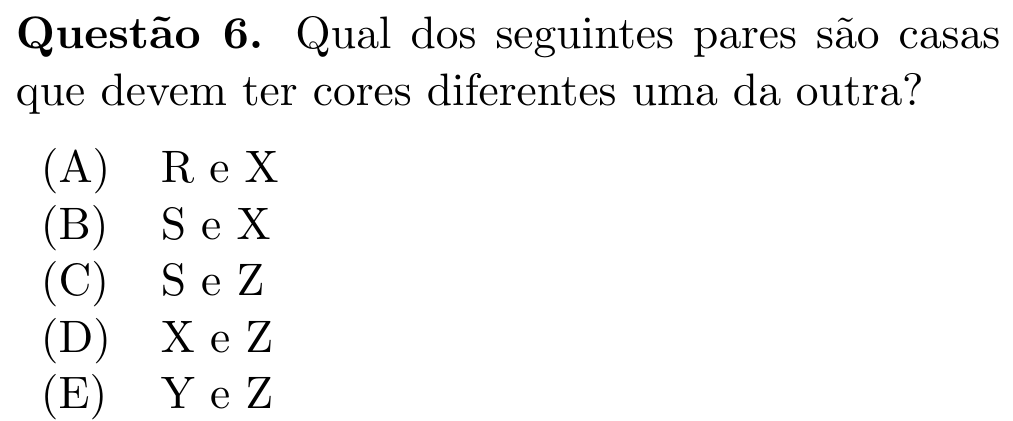 Questão 6. Qual dos seguintes pares são casas
que devem ter cores diferentes uma da outra?
(A) R e X
(B) S e X
(C) S e Z
(D) X e Z
(E) Y e Z